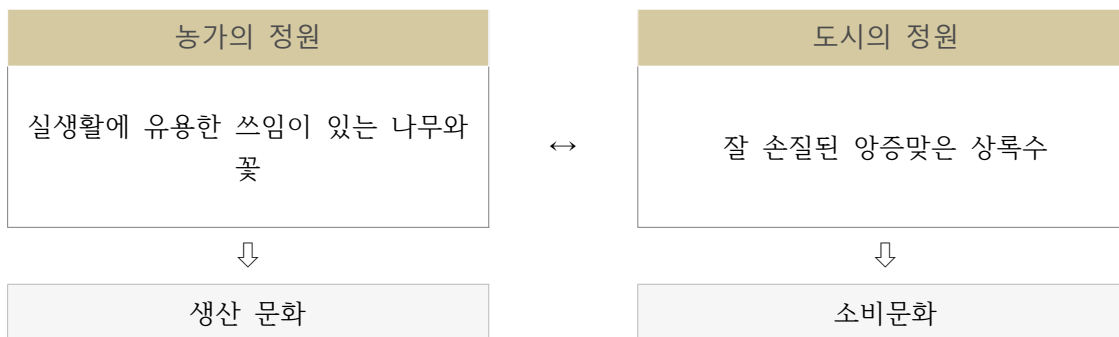 농가의 정원
도시의 정원
실생활에 유용한 쓰임이 있는 나무와
꽃
↔
잘 손질된 앙증맞은 상록수
⇩
⇩
생산 문화
소비문화